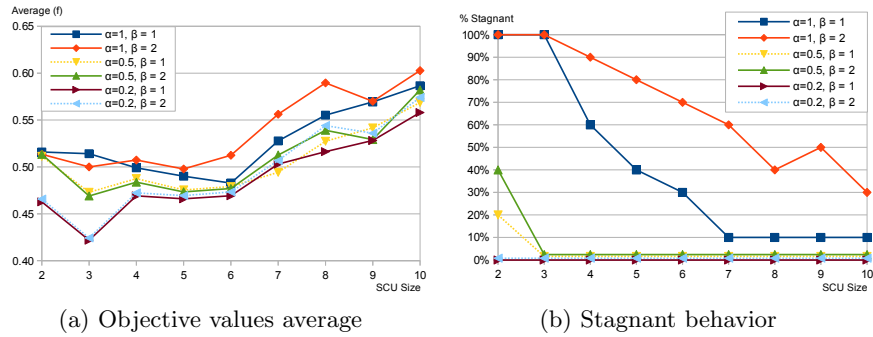 Average (f)
0.65
0.60
0.55
0.50
0.45
0.40
α=1, β = 1
α=1, β = 2
α=0.5, β = 1
α=0.5, β = 2
α=0.2, β = 1
α=0.2, β = 2
2 3 4 5 6 7 8 9 10
SCU Size
(a) Objective values average
% Stagnant
100%
90%
80%
70%
60%
50%
40%
30%
20%
10%
0%
α=1, β = 1
α=1, β = 2
α=0.5, β = 1
α=0.5, β = 2
α=0.2, β = 1
α=0.2, β = 2
2 3 4 5 6 7 8 9 10
SCU Size
(b) Stagnant behavior